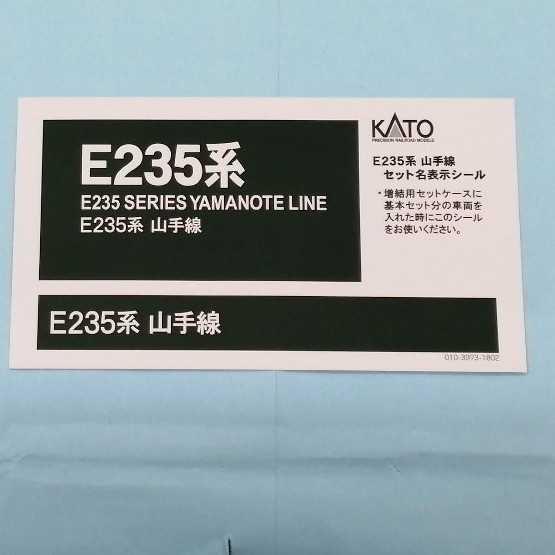 E235系
E235 SERIES YAMANOTE LINE
E235系 山手線
KATO
PRECISION RAILROAD MODELS
E235系 山手線
セット名表示シール
・増結用セットケースに
基本セット分の車両を
入れた時にこのシール
をお使いください。
E235系 山手線
010-3973-1802